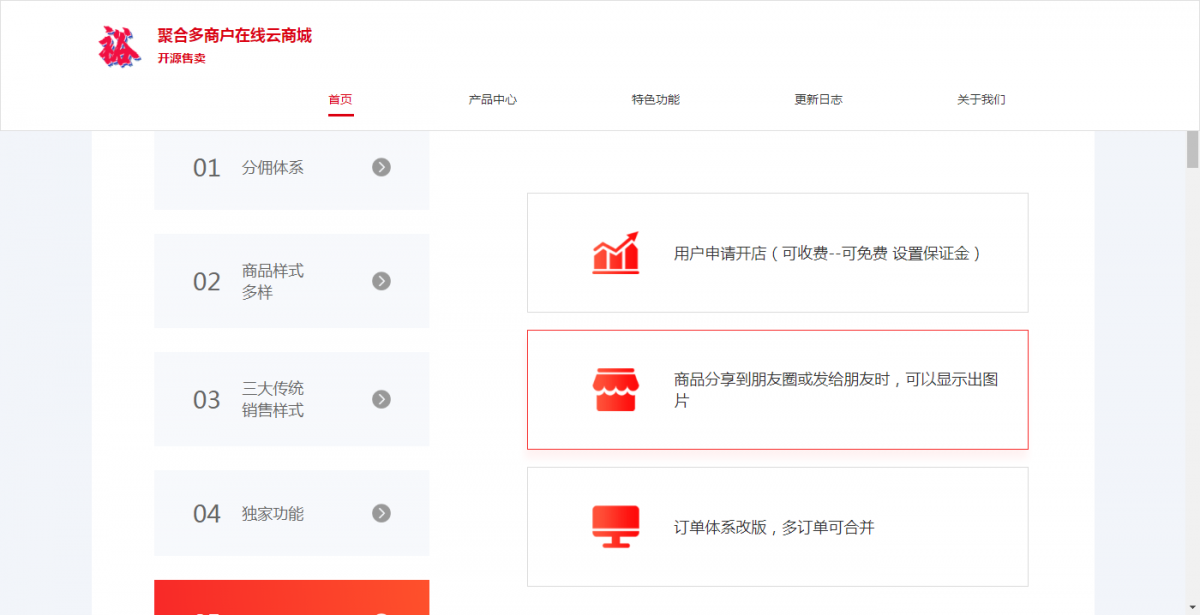 裕
聚合多商户在线云商城
开源售卖
首页
产品中心
特色功能
更新日志
关于我们
01
分佣体系
02
商品样式
多样
03
三大传统
销售样式
04
独家功能
用户申请开店（可收费--可免费 设置保证金）
商品分享到朋友圈或发给朋友时，可以显示出图
片
订单体系改版，多订单可合并